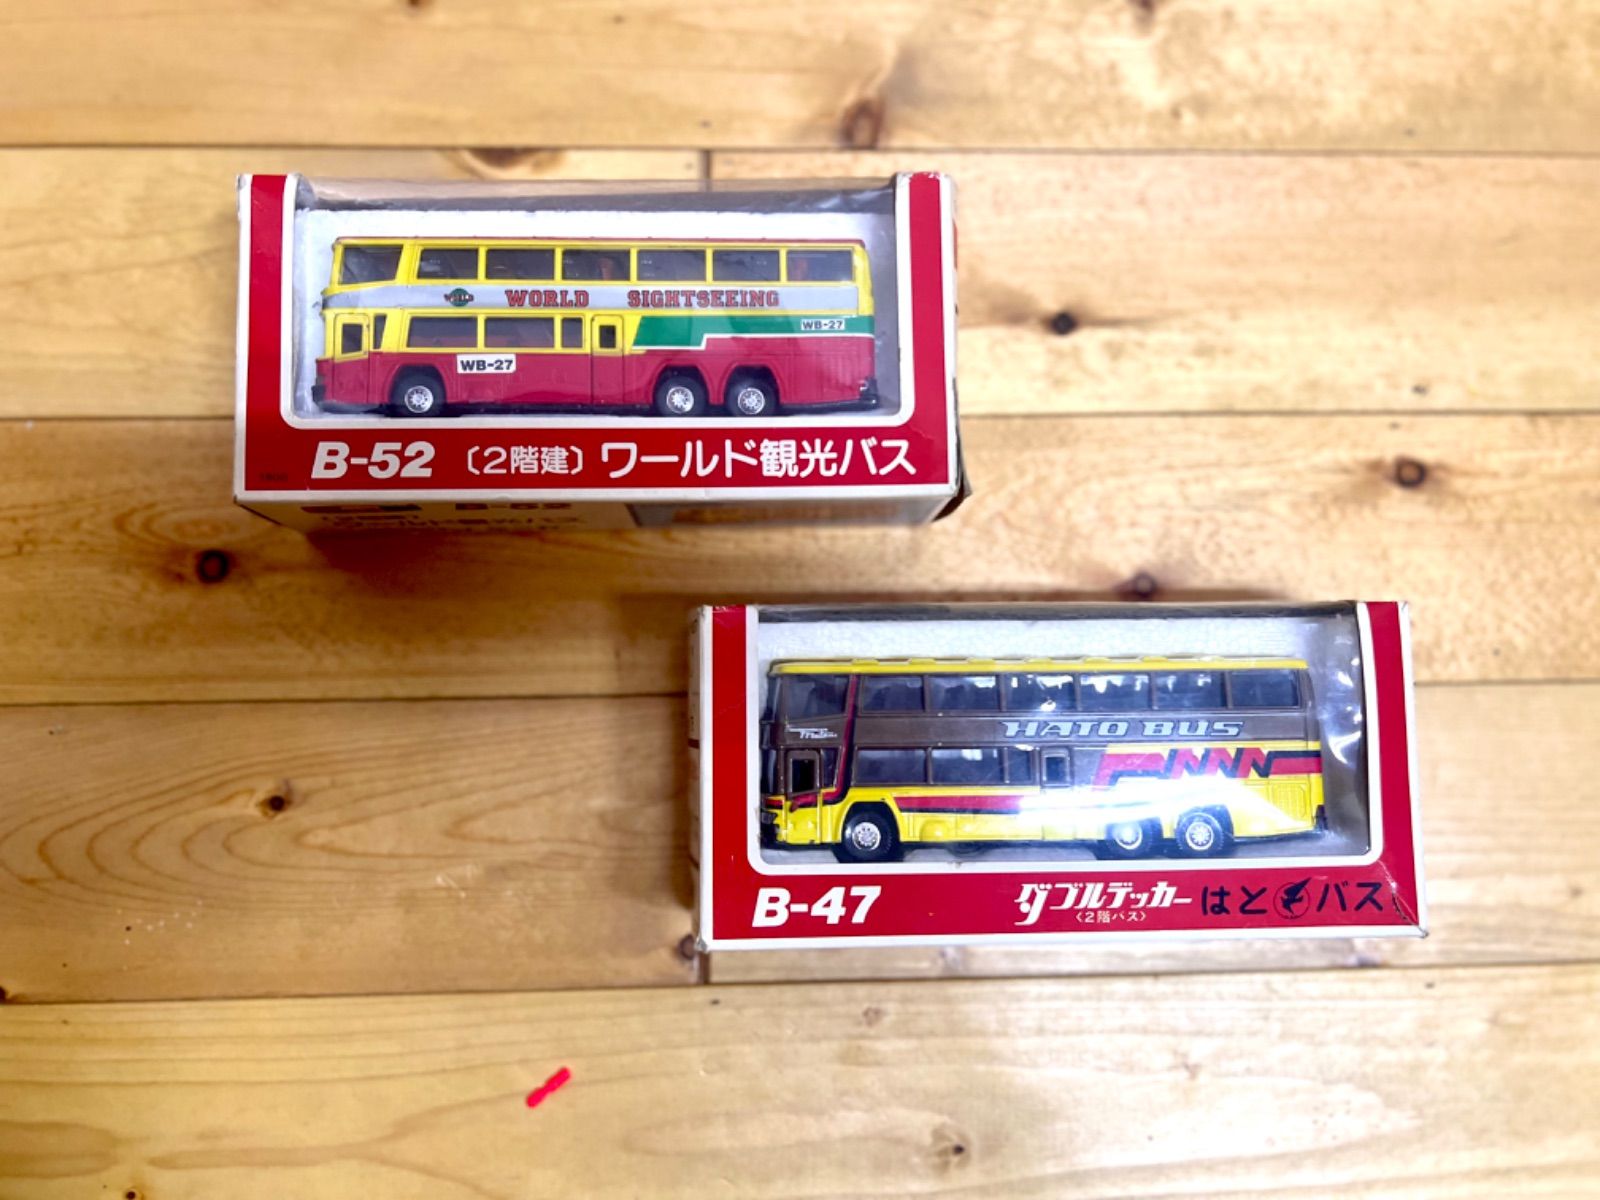 WORLD SIGHTSEEING
WB-27
WB-27
B-52 〔2階建〕 ワールド観光バス
B-52
HATO BUS
B-47 ダブルデッカー はとバス
〈2階バス〉